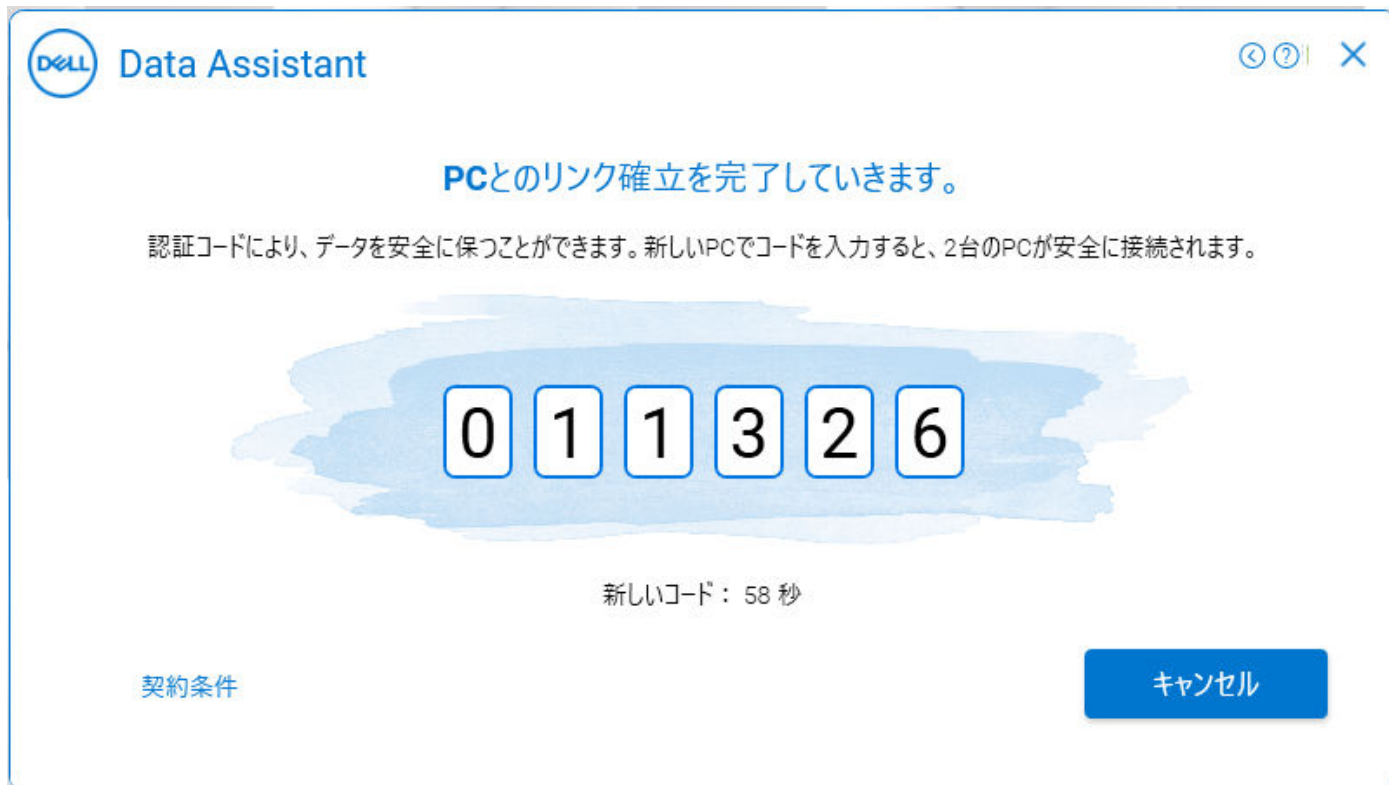 DELL
Data Assistant
PCとのリンク確立を完了していきます。
認証コードにより、データを安全に保つことができます。新しいPCでコードを入力すると、2台のPCが安全に接続されます。
0 1 1 3 2 6
新しいコード： 58 秒
契約条件
キャンセル